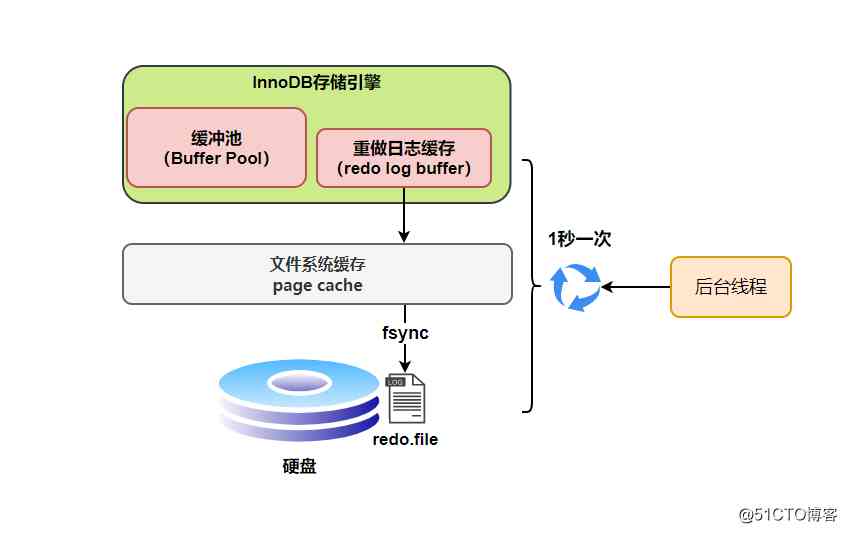 InnoDB存储引擎
缓冲池
（Buffer Pool）
重做日志缓存
（redo log buffer）
1秒一次
文件系统缓存
page cache
后台线程
fsync
LOG
redo.file
硬盘
@51CTO博客